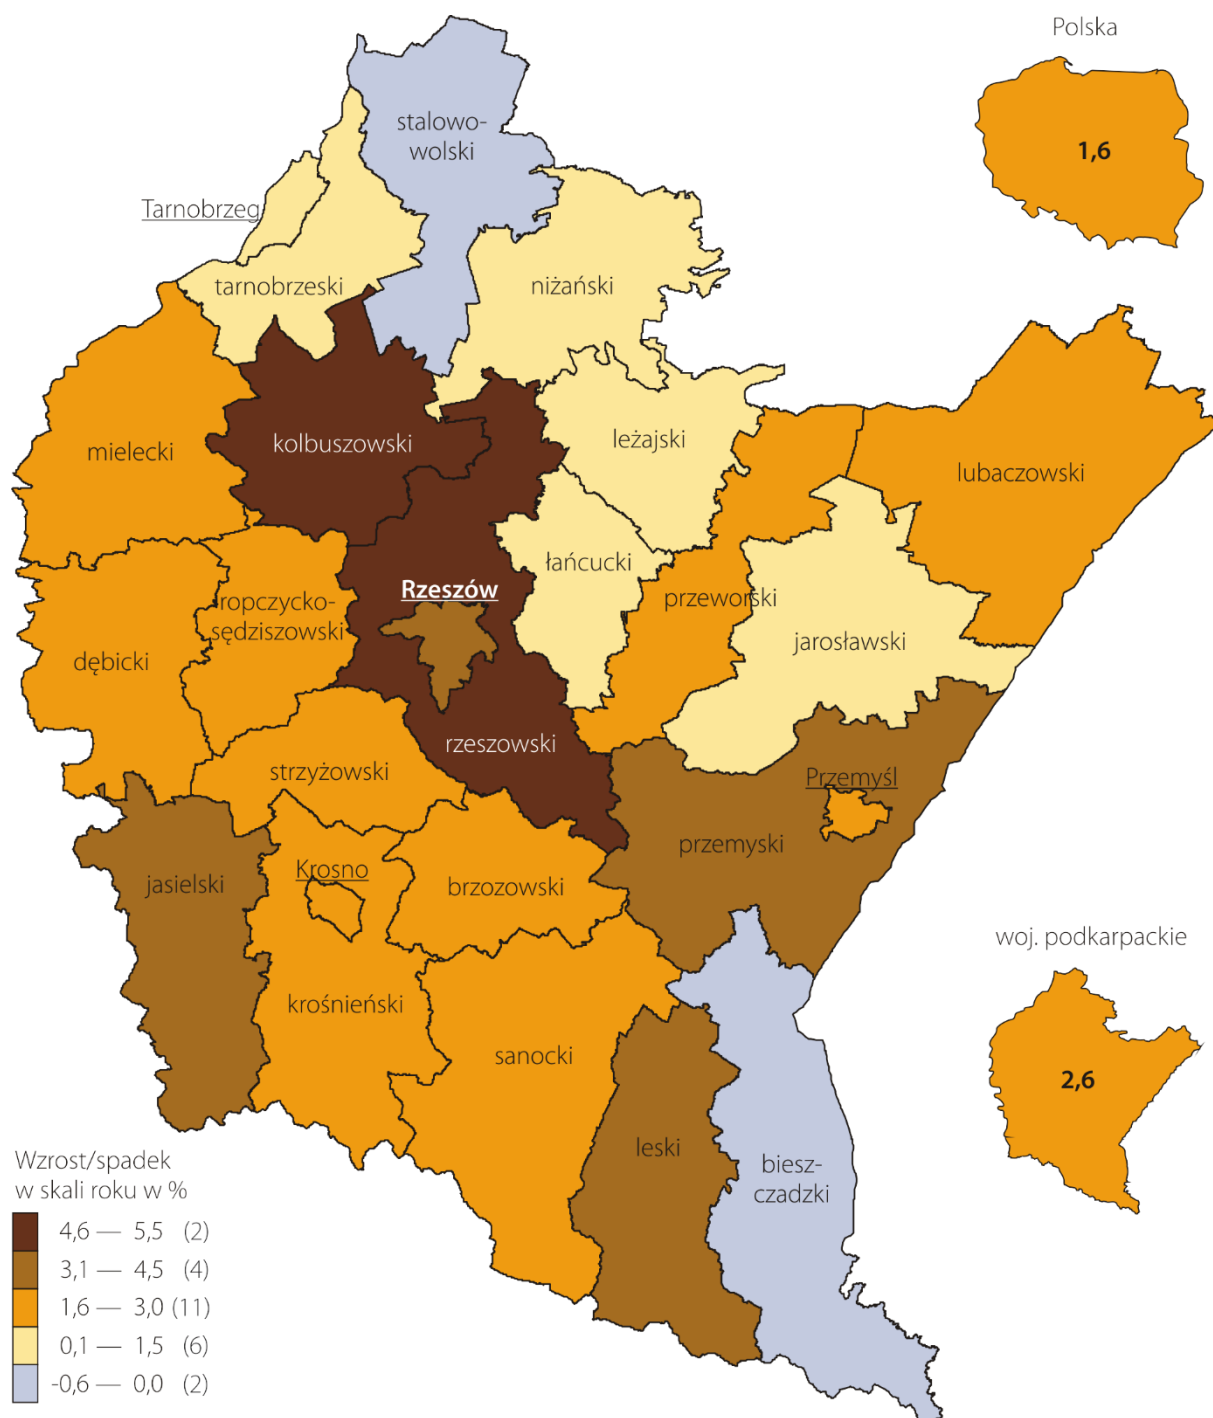 Polska
1,6
stalowo-
wolski
Tarnobrzeg
tarnobrzeski
niżański
mielecki
kolbuszowski
leżajski
lubaczowski
łańcucki
Rzeszów
ropczycko-
sędziszowski
przeworski
jarosławski
dębicki
rzeszowski
strzyżowski
Przemyśl
przemyski
jasielski
Krosno
brzozowski
woj. podkarpackie
2,6
krośnieński
sanocki
leski
biesz-
czadzki
Wzrost/spadek
w skali roku w %
4,6 — 5,5 (2)
3,1 — 4,5 (4)
1,6 — 3,0 (11)
0,1 — 1,5 (6)
-0,6 — 0,0 (2)